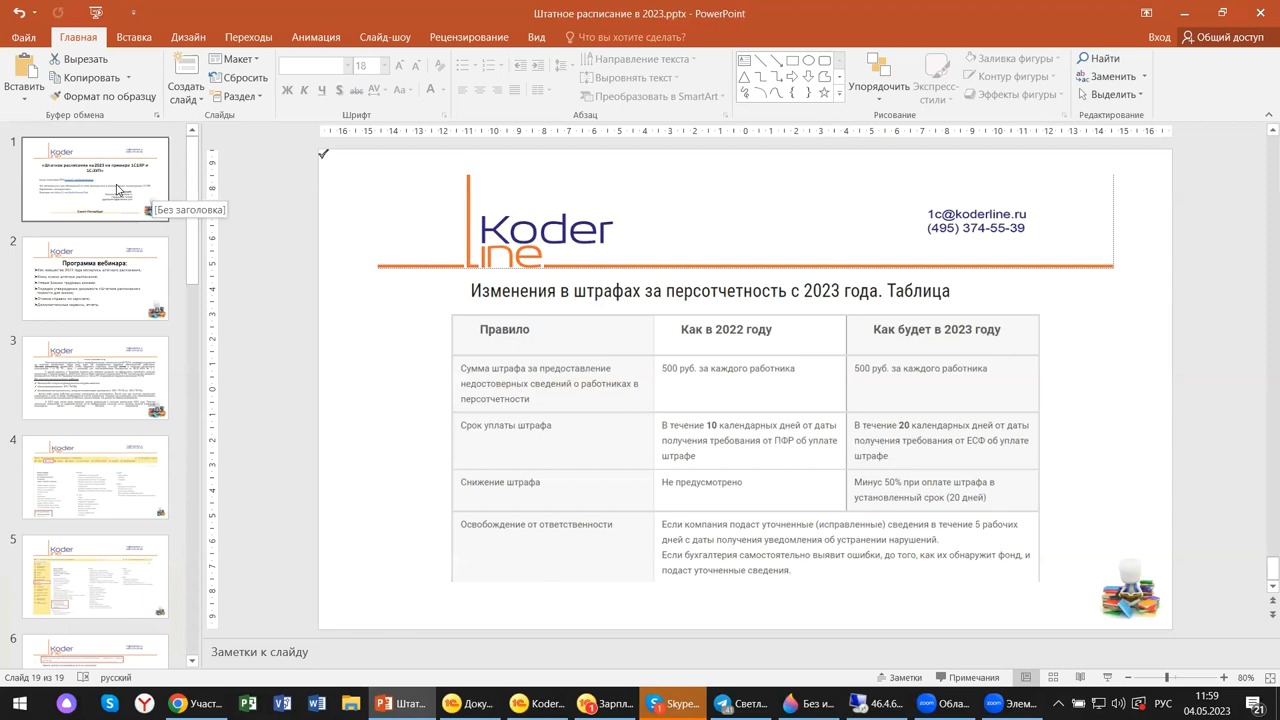 Штатное расписание в 2023.pptx - PowerPoint
Файл Главная Вставка Дизайн Переходы Анимация Слайд-шоу Рецензирование Вид Что вы хотите сделать? Вход Общий доступ
Вставить
Вырезать
Копировать
Формат по образцу
Буфер обмена
Создать слайд
Макет
Сбросить
Раздел
Слайды
18
Шрифт
Направление текста
Выровнять текст
Преобразовать в SmartArt
Абзац
Упорядочить
Экспресс-стили
Заливка фигуры
Контур фигуры
Эффекты фигуры
Рисование
Найти
Заменить
Выделить
Редактирование
1
[Без заголовка]
2
Программа вебинара:
3
4
5
6
Koder line
1c@koderline.ru
(495) 374-55-39
Изменения в штрафах за персотчетность с 2023 года. Таблица
Правило Как в 2022 году Как будет в 2023 году
Сумма штрафа за предоставление недостоверных сведений о работниках в персотчетности
500 руб. за каждого работника
500 руб. за каждого работника
Срок уплаты штрафа
В течение 10 календарных дней от даты получения требования от ПФР об уплате штрафе
В течение 20 календарных дней от даты получения требования от ЕСФ об уплате штрафе
Снижение штрафа
Не предусмотрено
Минус 50% при оплате штрафа в установленный срок (20 дней)
Освобождение от ответственности
Если компания подаст уточненные (исправленные) сведения в течение 5 рабочих
дней с даты получения уведомления об устранении нарушений.
Если бухгалтерия самостоятельно выявит ошибки, до того, как их обнаружит фонд, и
подаст уточненные сведения.
Заметки к слайду
Слайд 19 из 19 русский Заметки Примечания 80%
Участ... Штат... Доку... Koder... Зарпл... Skype... Светл... Без и... 46.8.... Обла... Элем... РУС
11:59
04.05.2023